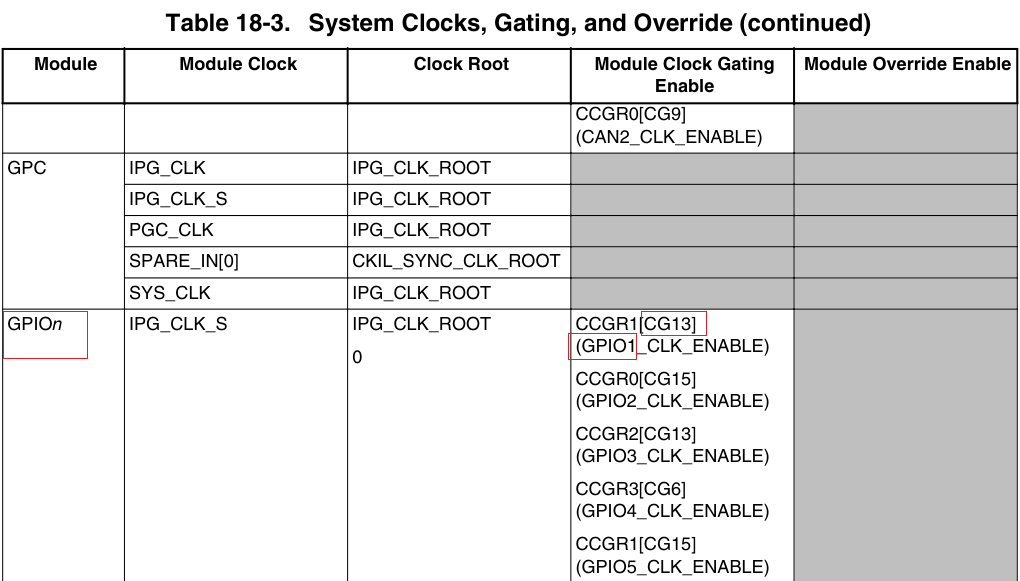 Table 18-3. System Clocks, Gating, and Override (continued)
Module Module Clock Clock Root Module Clock Gating Enable Module Override Enable
CCGR0[CG9]
(CAN2_CLK_ENABLE)
GPC IPG_CLK IPG_CLK_ROOT
IPG_CLK_S IPG_CLK_ROOT
PGC_CLK IPG_CLK_ROOT
SPARE_IN[0] CKIL_SYNC_CLK_ROOT
SYS_CLK IPG_CLK_ROOT
GPIOn IPG_CLK_S IPG_CLK_ROOT CCGR1[CG13]
(GPIO1_CLK_ENABLE)
0
CCGR0[CG15]
(GPIO2_CLK_ENABLE)
CCGR2[CG13]
(GPIO3_CLK_ENABLE)
CCGR3[CG6]
(GPIO4_CLK_ENABLE)
CCGR1[CG15]
(GPIO5_CLK_ENABLE)